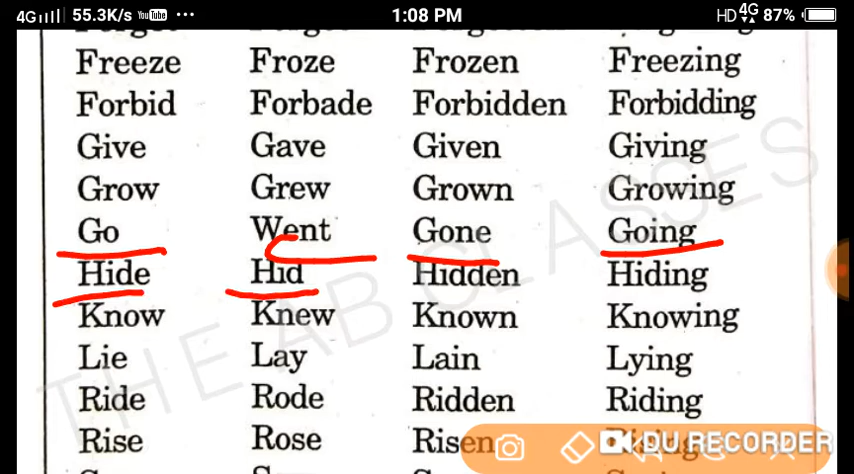 4G 55.3K/s YouTube ... 1:08 PM HD 4G 87%
Freeze Froze Frozen Freezing
Forbid Forbade Forbidden Forbidding
Give Gave Given Giving
Grow Grew Grown Growing
Go Went Gone Going
Hide Hid Hidden Hiding
Know Knew Known Knowing
Lie Lay Lain Lying
Ride Rode Ridden Riding
Rise Rose Risen
DU RECORDER
THE AB CLASSES